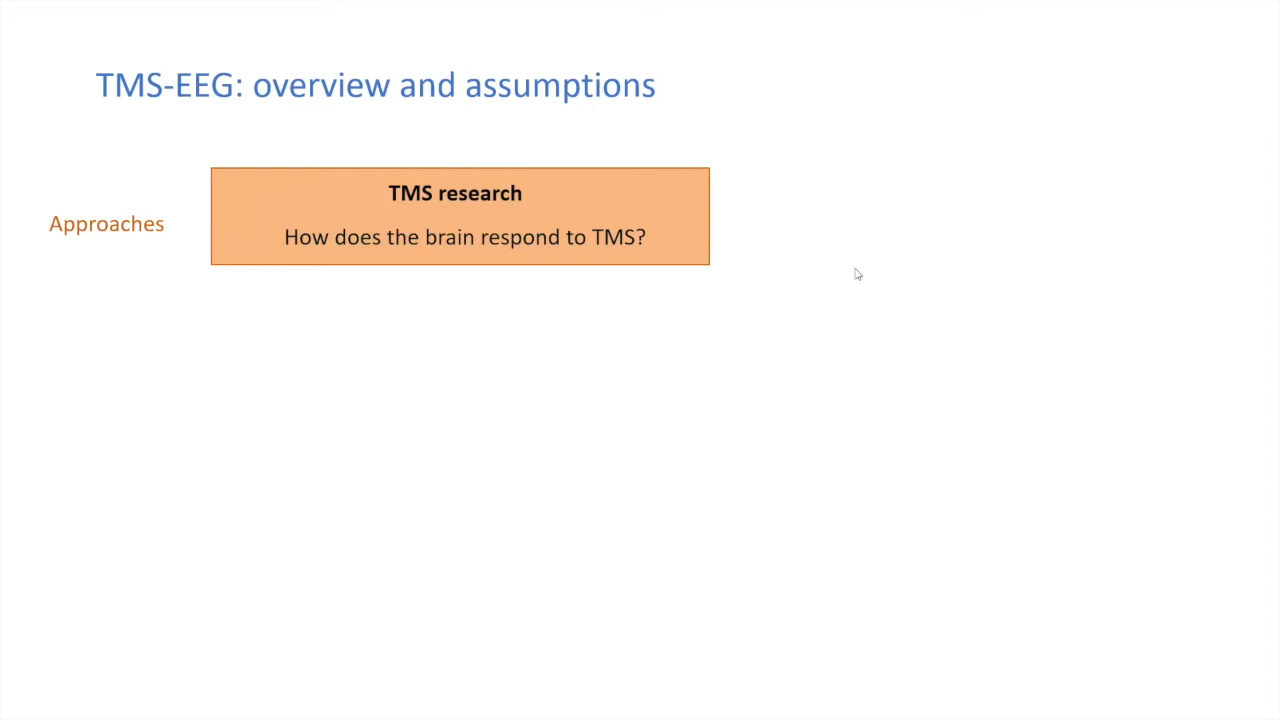 TMS-EEG: overview and assumptions
TMS research
Approaches
How does the brain respond to TMS?